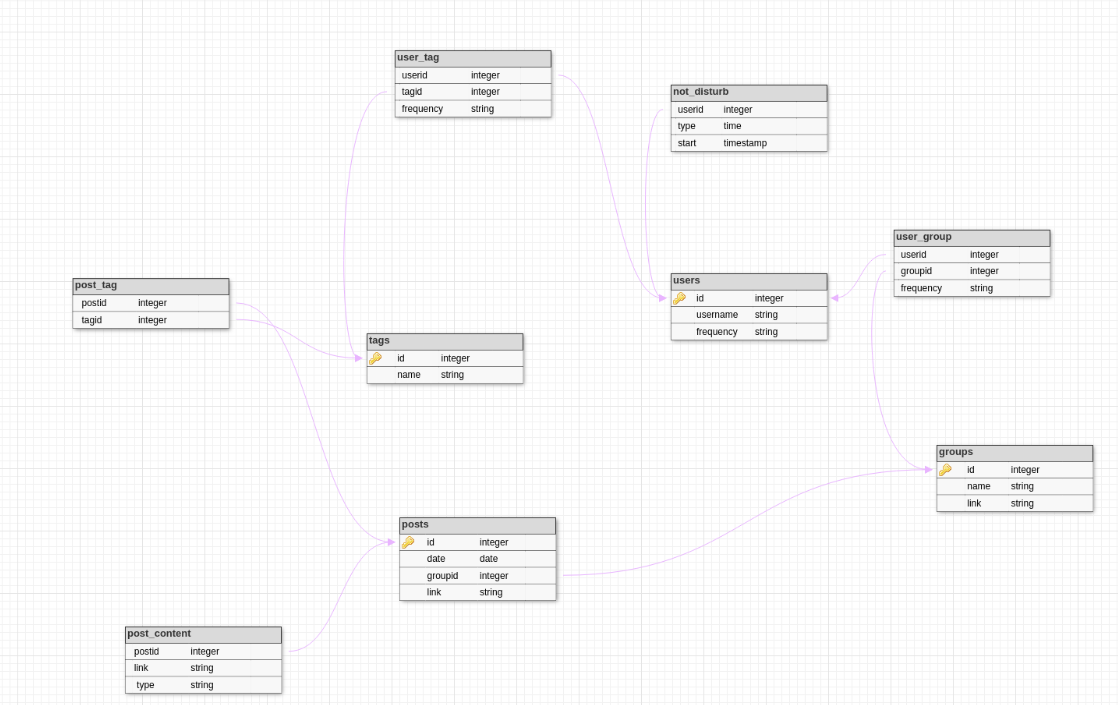 user_tag
userid integer
tagid integer
frequency string
not_disturb
userid integer
type time
start timestamp
user_group
userid integer
groupid integer
frequency string
post_tag
postid integer
tagid integer
users
id integer
username string
frequency string
tags
id integer
name string
groups
id integer
name string
link string
posts
id integer
date date
groupid integer
link string
post_content
postid integer
link string
type string